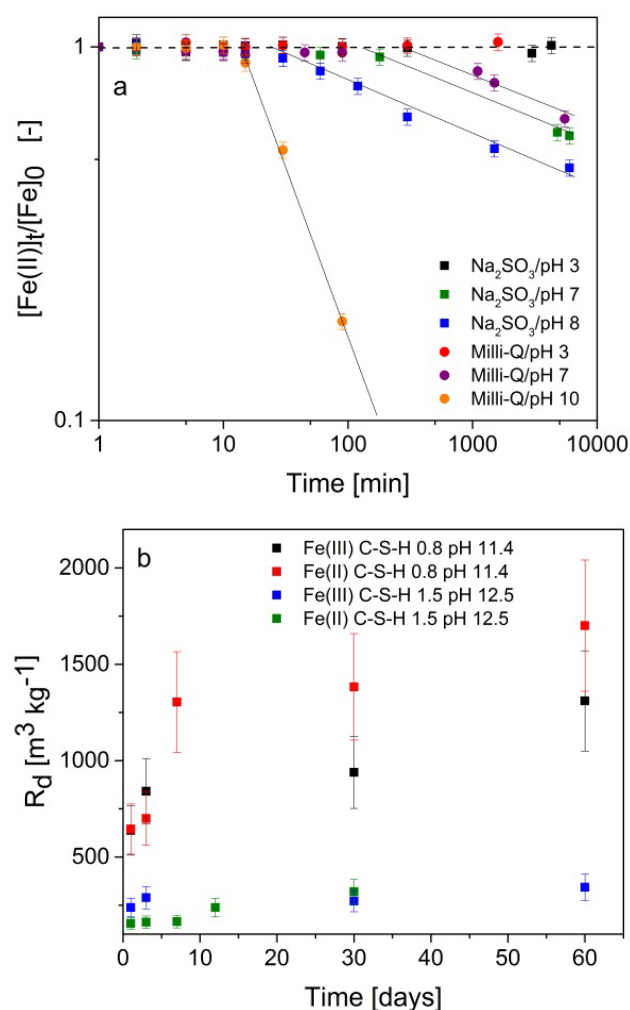 a
1
0.1
[Fe(II)]t/[Fe]0 [-]
Na₂SO₃/pH 3
Na₂SO₃/pH 7
Na₂SO₃/pH 8
Milli-Q/pH 3
Milli-Q/pH 7
Milli-Q/pH 10
1 10 100 1000 10000
Time [min]
b
Fe(III) C-S-H 0.8 pH 11.4
Fe(II) C-S-H 0.8 pH 11.4
Fe(III) C-S-H 1.5 pH 12.5
Fe(II) C-S-H 1.5 pH 12.5
2000
1500
1000
500
Rd [m³ kg⁻¹]
0 10 20 30 40 50 60
Time [days]